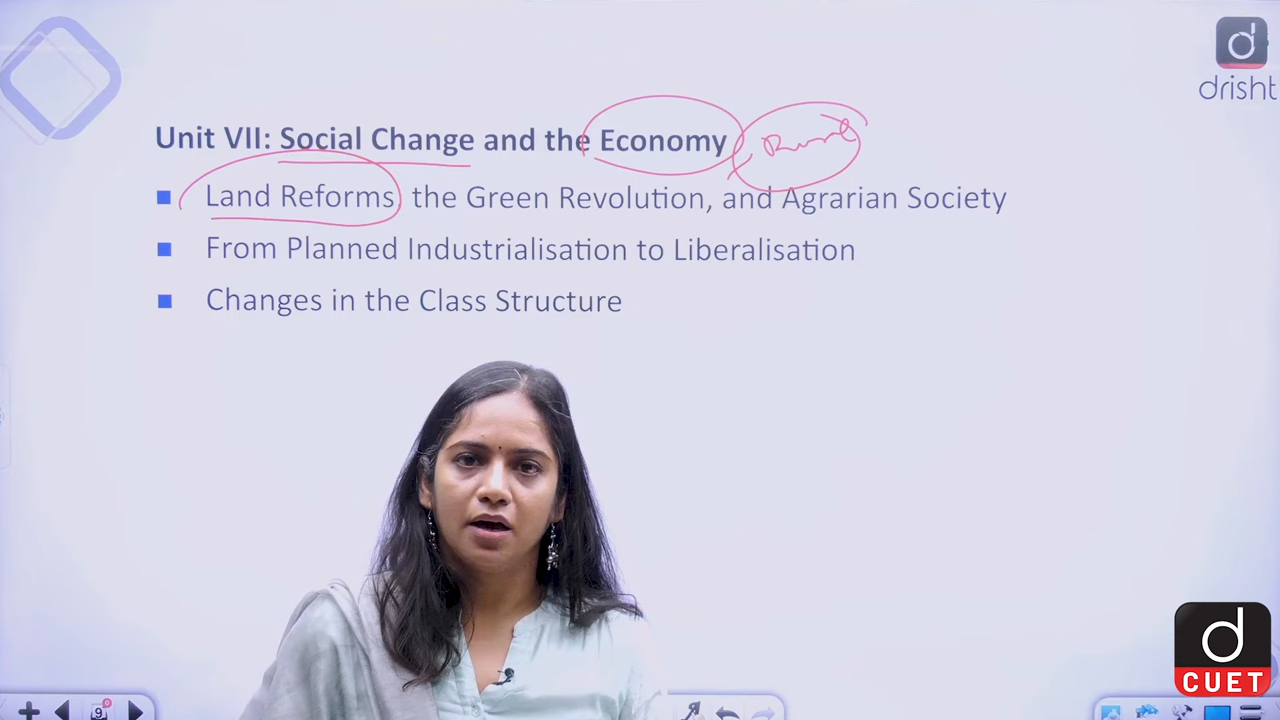 drisht
Unit VII: Social Change and the Economy
Land Reforms, the Green Revolution, and Agrarian Society
From Planned Industrialisation to Liberalisation
Changes in the Class Structure
9
d
CUET